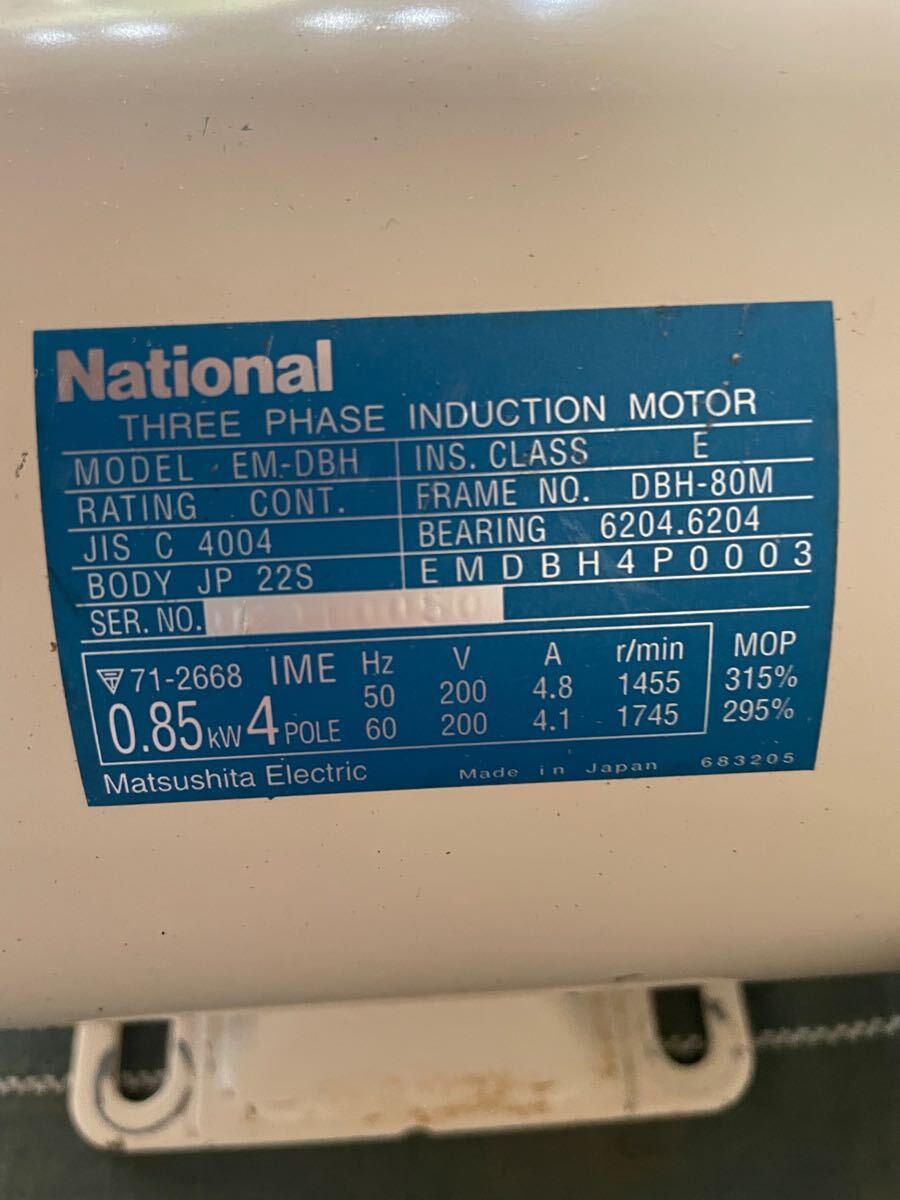 National
THREE PHASE INDUCTION MOTOR
MODEL EM-DBH INS. CLASS E
RATING CONT. FRAME NO. DBH-80M
JIS C 4004 BEARING 6204.6204
BODY JP 22S EMDBH4P0003
SER. NO.
71-2668 IME Hz V A r/min MOP
50 200 4.8 1455 315%
0.85kW 4 POLE 60 200 4.1 1745 295%
Matsushita Electric Made in Japan 683205